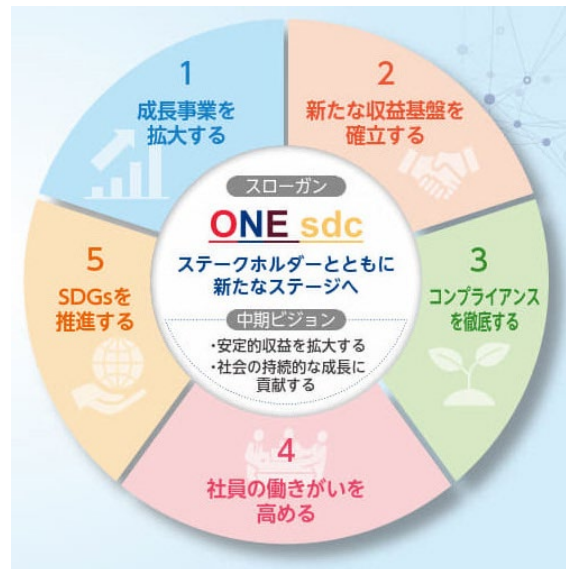 1
成長事業を
拡大する
2
新たな収益基盤を
確立する
スローガン
ONE sdc
ステークホルダーとともに
新たなステージへ
中期ビジョン
・安定的収益を拡大する
・社会の持続的な成長に
貢献する
3
コンプライアンス
を徹底する
4
社員の働きがいを
高める
5
SDGsを
推進する